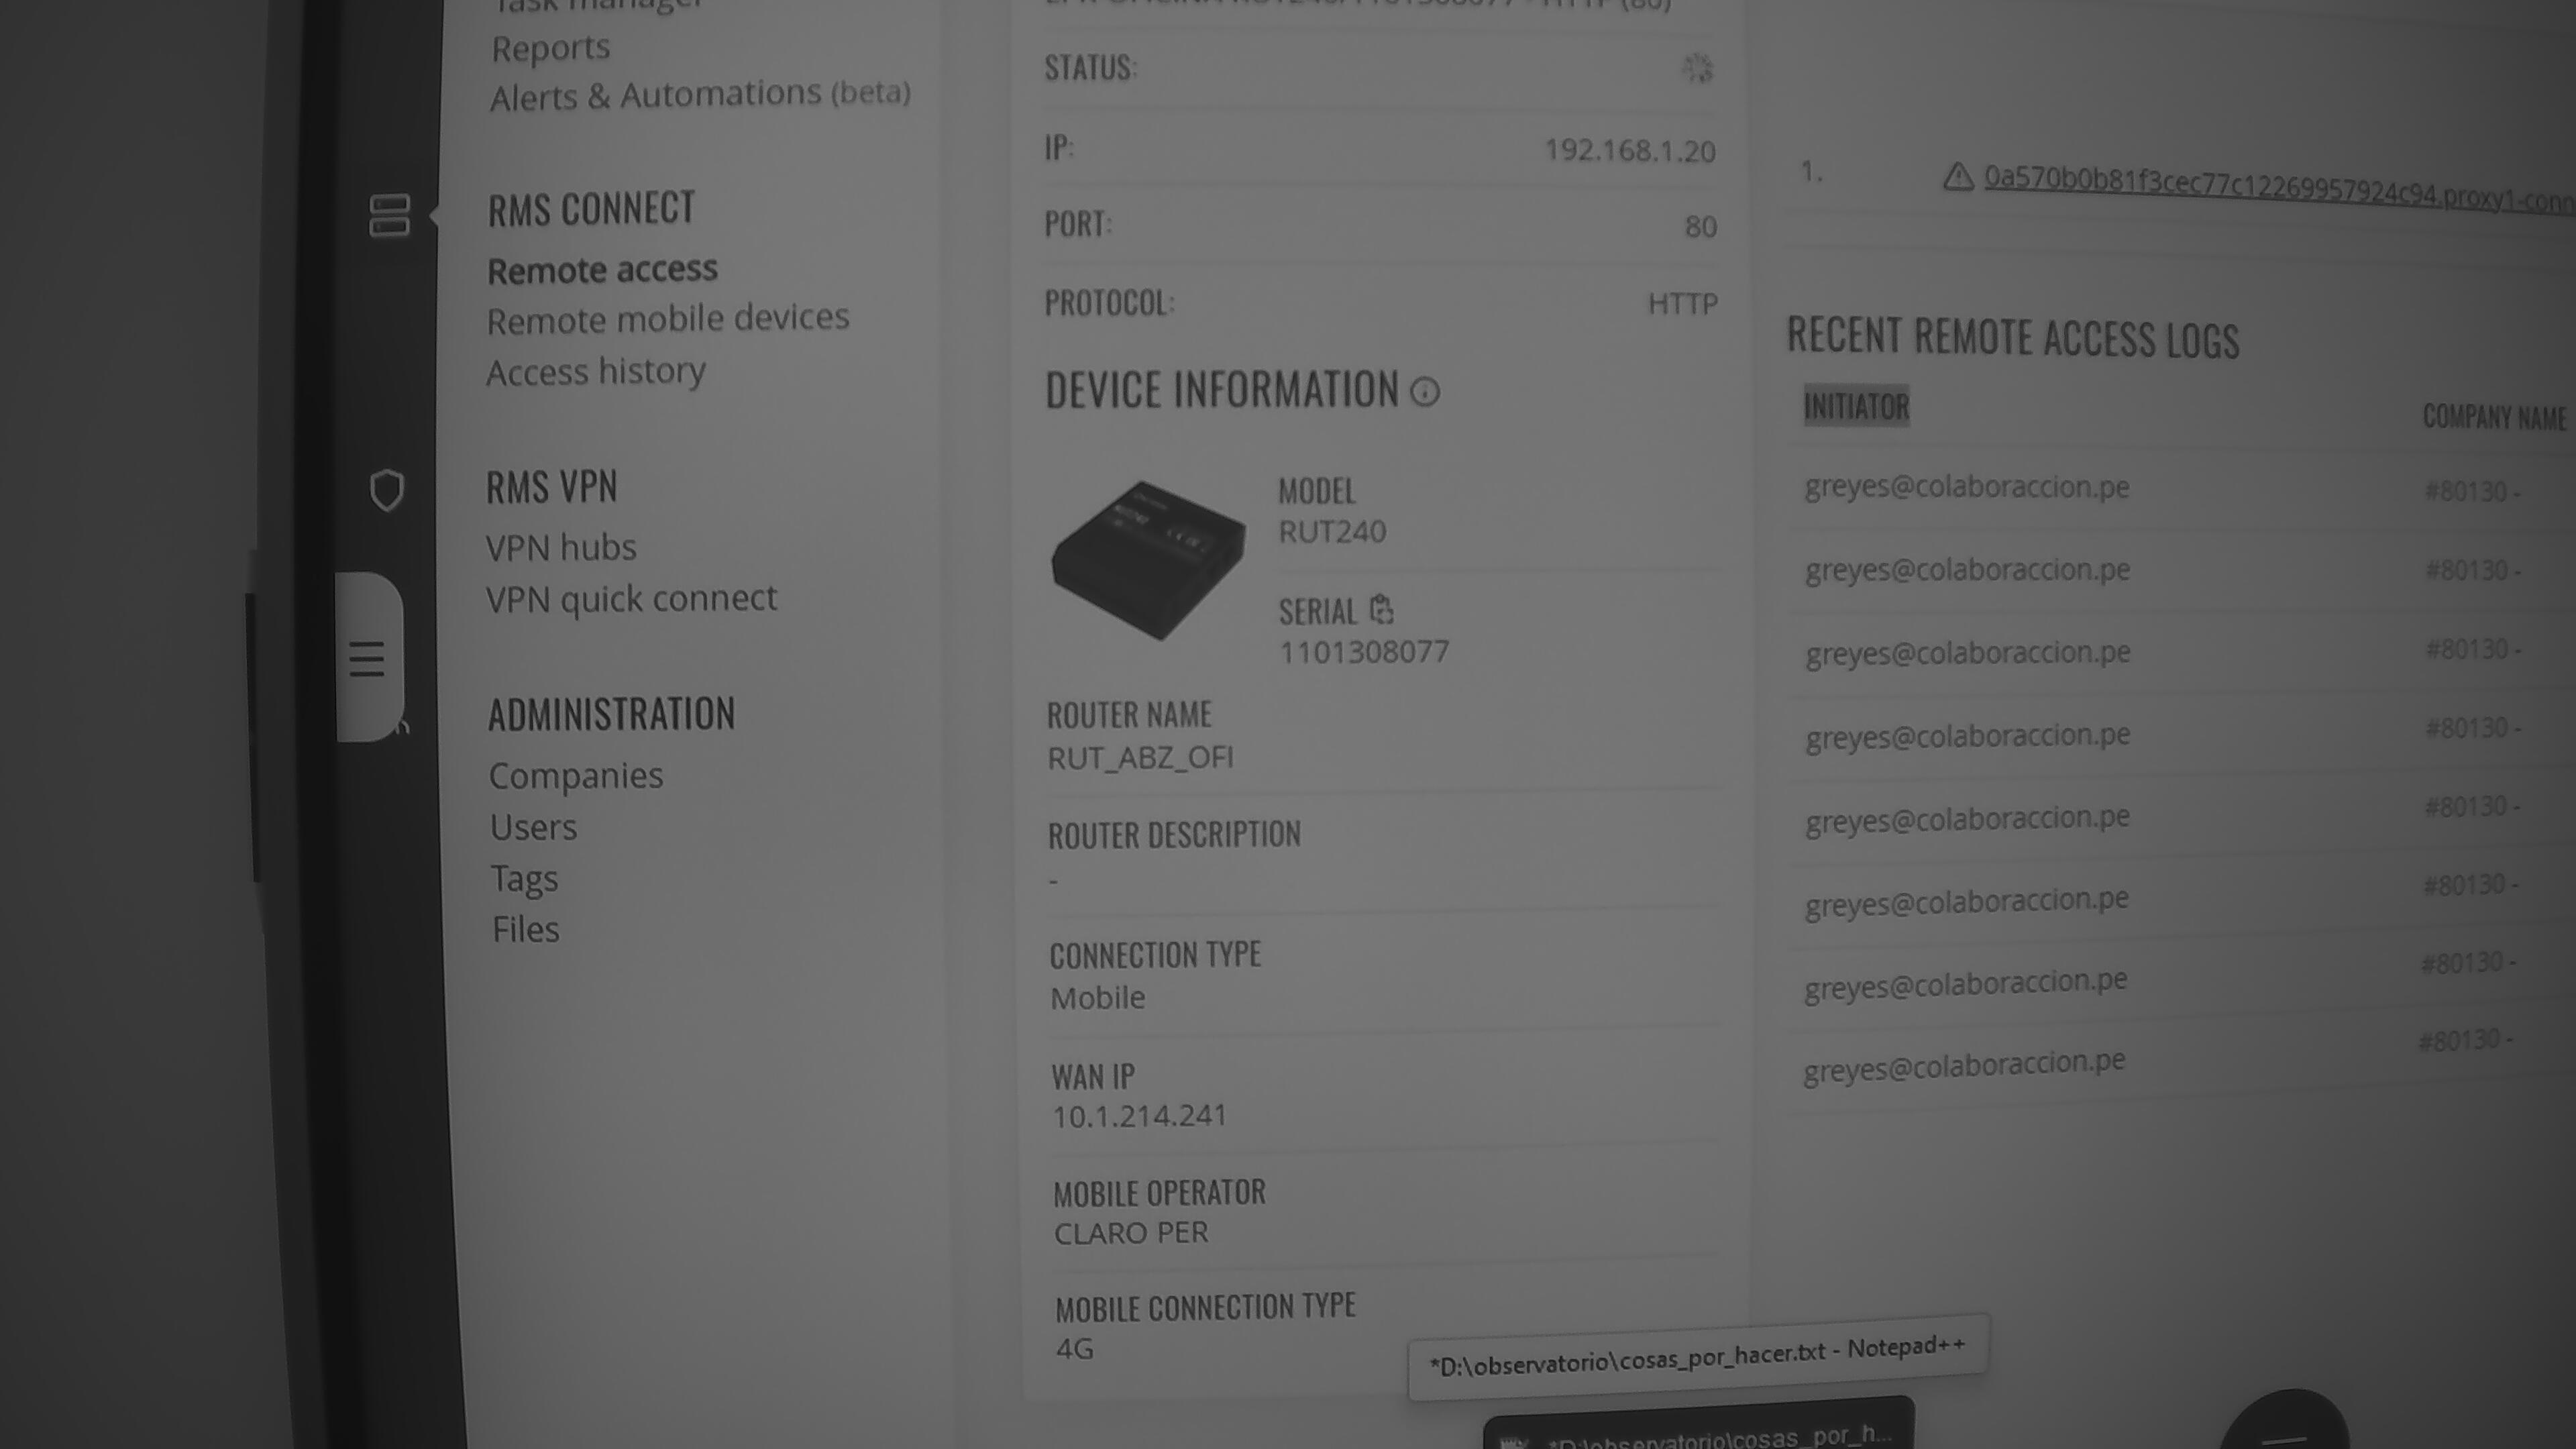 Task manager
Reports
Alerts & Automations (beta)
RMS CONNECT
Remote access
Remote mobile devices
Access history
RMS VPN
VPN hubs
VPN quick connect
ADMINISTRATION
Companies
Users
Tags
Files
HTTP (80)
STATUS:
IP: 192.168.1.20
PORT: 80
PROTOCOL: HTTP
DEVICE INFORMATION
MODEL
RUT240
SERIAL
1101308077
ROUTER NAME
RUT_ABZ_OFI
ROUTER DESCRIPTION
-
CONNECTION TYPE
Mobile
WAN IP
10.1.214.241
MOBILE OPERATOR
CLARO PER
MOBILE CONNECTION TYPE
4G
1. 0a570b0b81f3cec77c12269957924c94.proxy1-conn
RECENT REMOTE ACCESS LOGS
INITIATOR COMPANY NAME
greyes@colaboraccion.pe #80130 -
greyes@colaboraccion.pe #80130 -
greyes@colaboraccion.pe #80130 -
greyes@colaboraccion.pe #80130 -
greyes@colaboraccion.pe #80130 -
greyes@colaboraccion.pe #80130 -
greyes@colaboraccion.pe #80130 -
greyes@colaboraccion.pe #80130 -
*D:\observatorio\cosas_por_hacer.txt - Notepad++
*D:\observatorio\cosas_por_h...